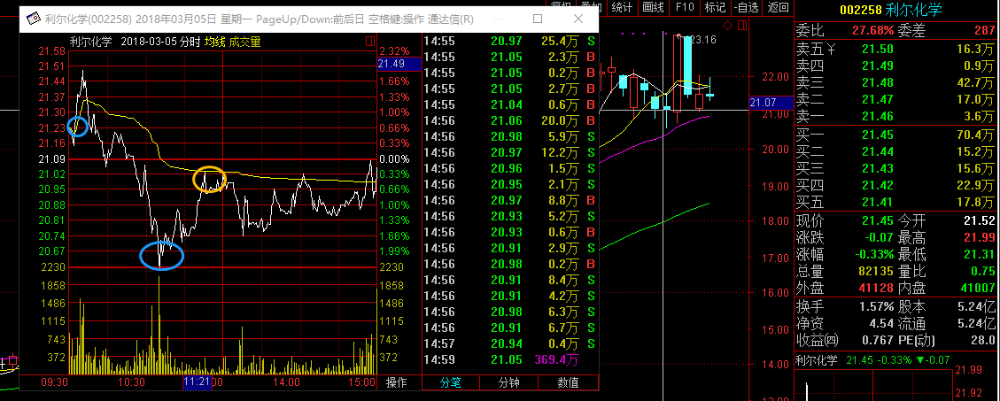 复权 叠加 统计 画线 F10 标记 -自选 返回
利尔化学(002258) 2018年03月05日 星期一 PageUp/Down:前后日 空格键:操作 通达信(R)
利尔化学 2018-03-05 分时 均线 成交量
21.58 2.32%
21.51 21.49
21.44 1.66%
21.37 1.33%
21.30 1.00%
21.23 0.66%
21.16 0.33%
21.09 0.00%
21.02 0.33%
20.95 0.66%
20.88 1.00%
20.81 1.33%
20.74 1.66%
20.67 1.99%
2230 2230
1858 1858
1486 1486
1115 1115
743 743
372 372
09:30 10:30 11:21 14:00 15:00 操作
14:55 20.97 25.4万 S
14:55 21.05 2.3万 B
14:55 21.05 0.2万 B
14:55 21.05 2.7万 B
14:55 21.04 0.6万 B
14:56 21.06 20.0万 B
14:56 20.98 5.9万 S
14:56 20.97 12.2万 S
14:56 20.96 1.5万 S
14:56 20.95 2.1万 S
14:56 20.97 8.8万 B
14:56 20.93 5.2万 S
14:56 20.93 0.6万 B
14:56 20.91 2.9万 S
14:56 20.98 0.2万 B
14:56 20.91 8.4万 S
14:56 20.91 4.2万 S
14:56 20.98 6.3万 S
14:56 20.91 6.7万 S
14:57 20.94 0.4万 S
14:59 21.05 369.4万
分笔 分钟 数值
23.16
22.00
21.07
21.00
20.00
19.00
18.00
17.00
16.00
15.00
14.00
002258 利尔化学
委比 27.68% 委差 287
卖五￥ 21.50 16.3万
卖四 21.49 0.9万
卖三 21.48 42.7万
卖二 21.47 17.0万
卖一 21.46 3.6万
买一 21.45 70.4万
买二 21.44 15.2万
买三 21.43 15.6万
买四 21.42 22.9万
买五 21.41 17.8万
现价 21.45 今开 21.52
涨跌 -0.07 最高 21.99
涨幅 -0.33% 最低 21.31
总量 82135 量比 0.75
外盘 41128 内盘 41007
换手 1.57% 股本 5.24亿
净资 4.54 流通 5.24亿
收益㈣ 0.767 PE(动) 28.0
利尔化学 21.45 -0.33% ▼-0.07
21.99
21.92